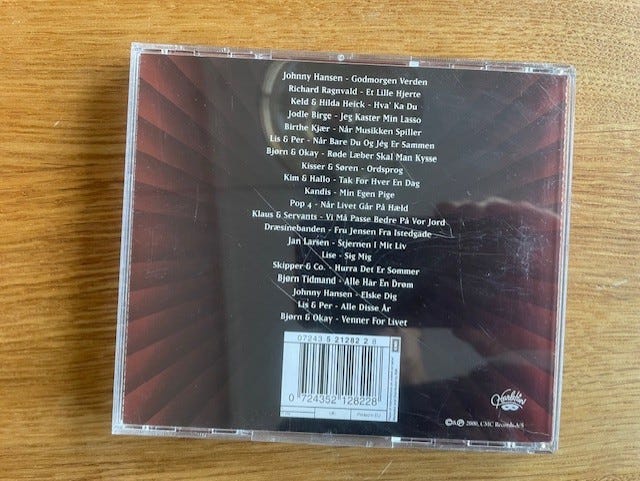 Johnny Hansen - Godmorgen Verden
Richard Ragnvald - Et Lille Hjerte
Keld & Hilda Heick - Hva' Ka Du
Jodle Birge - Jeg Kaster Min Lasso
Birthe Kjær - Når Musikken Spiller
Lis & Per - Når Bare Du Og Jeg Er Sammen
Bjørn & Okay - Røde Læber Skal Man Kysse
Kisser & Søren - Ordsprog
Kim & Hallo - Tak For Hver En Dag
Kandis - Min Egen Pige
Pop 4 - Når Livet Går På Hæld
Klaus & Servants - Vi Må Passe Bedre På Vor Jord
Dræsinebanden - Fru Jensen Fra Istedgade
Jan Larsen - Stjernen I Mit Liv
Lise - Sig Mig
Skipper & Co. - Hurra Det Er Sommer
Bjørn Tidmand - Alle Har En Drøm
Johnny Hansen - Elske Dig
Lis & Per - Alle Disse År
Bjørn & Okay - Venner For Livet
07243 5 21282 2 8
0 724352 128228
Harlekin
©&℗ 2000, CMC Records A/S